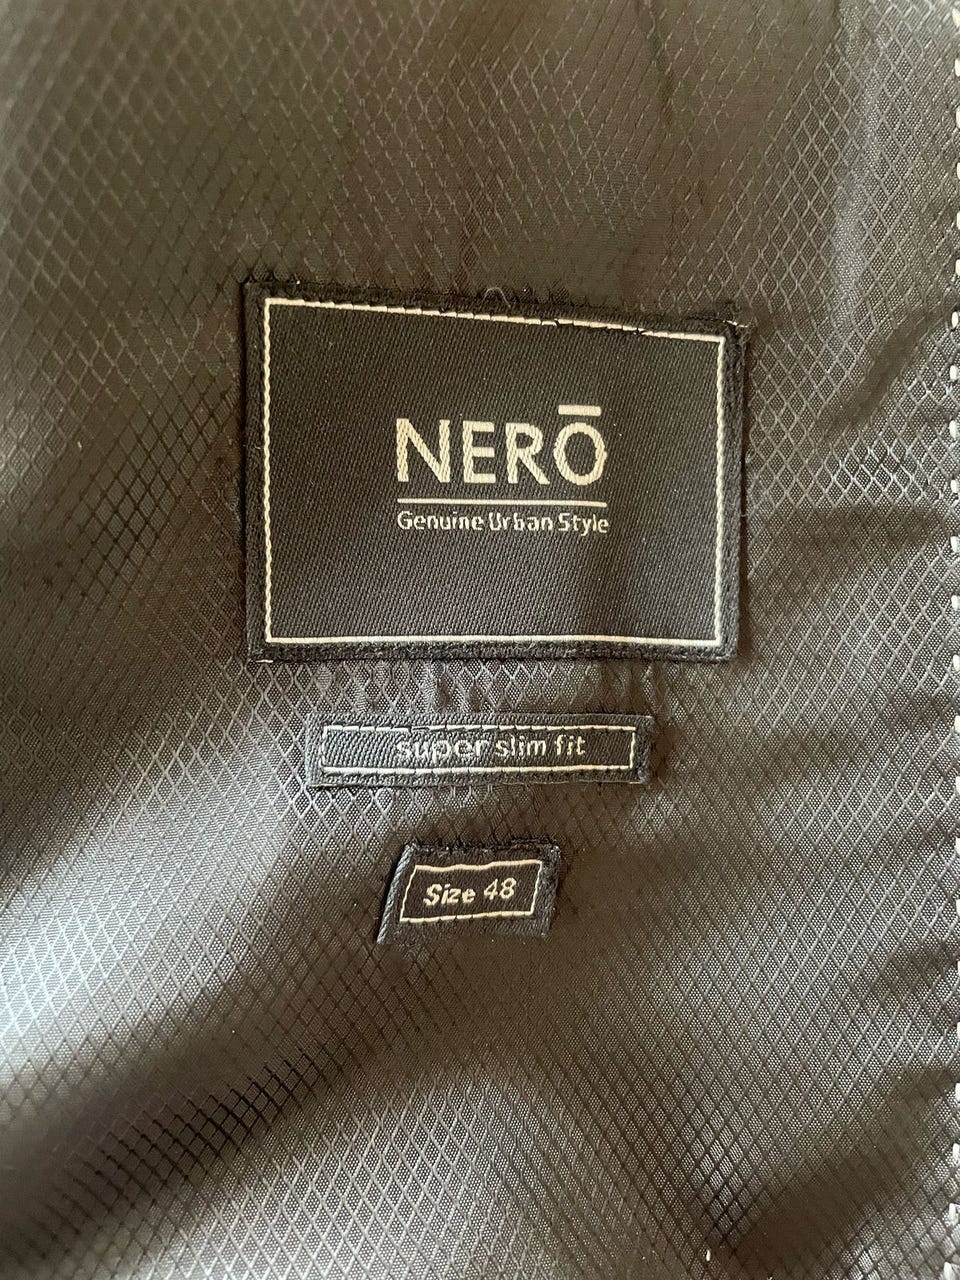 NERŌ
Genuine Urban Style
super slim fit
Size 48